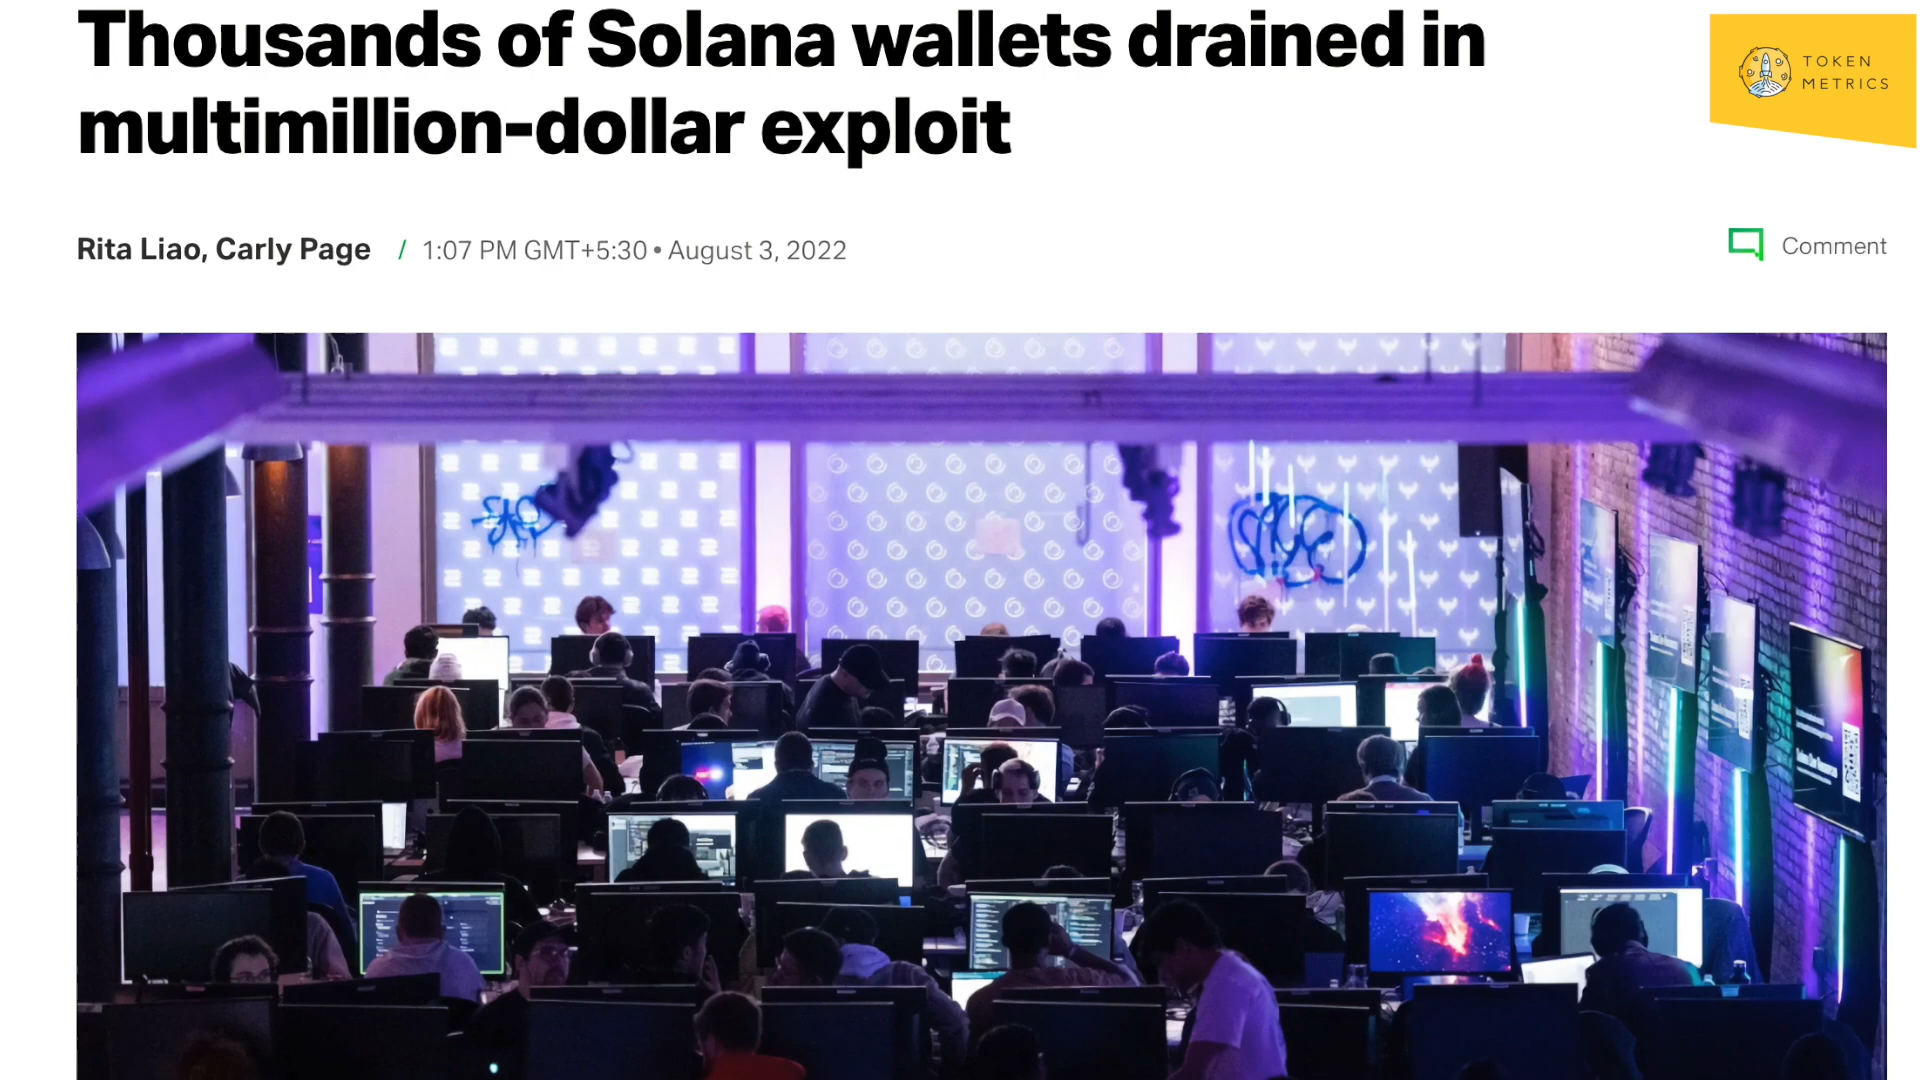 Thousands of Solana wallets drained in
multimillion-dollar exploit
TOKEN
METRICS
Rita Liao, Carly Page / 1:07 PM GMT+5:30 • August 3, 2022
Comment